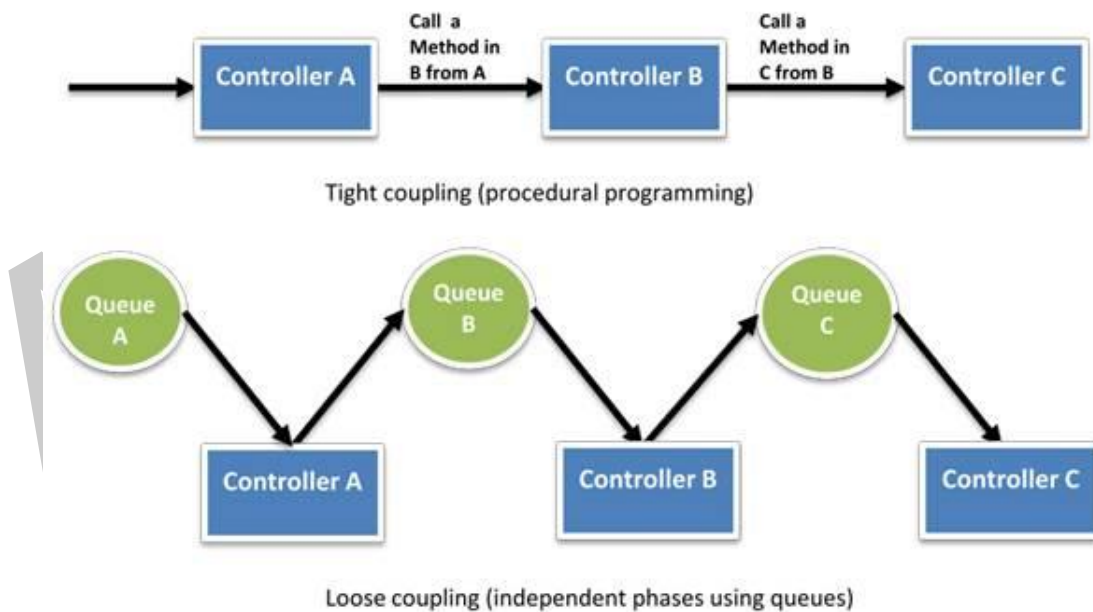 Call a
Method in
B from A
Call a
Method in
C from B
Controller A
Controller B
Controller C
Tight coupling (procedural programming)
Queue
A
Queue
B
Queue
C
Controller A
Controller B
Controller C
Loose coupling (independent phases using queues)